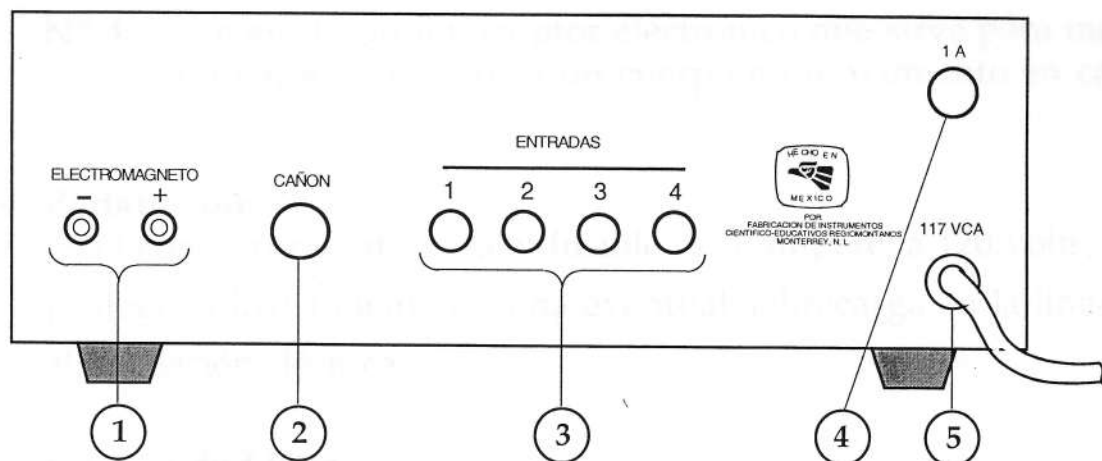 1 A
ENTRADAS
ELECTROMAGNETO
- +
CAÑON
1 2 3 4
HECHO EN
MEXICO
POR
FABRICACION DE INSTRUMENTOS
CIENTIFICO-EDUCATIVOS REGIOMONTANOS
MONTERREY, N. L.
117 VCA
1 2 3 4 5